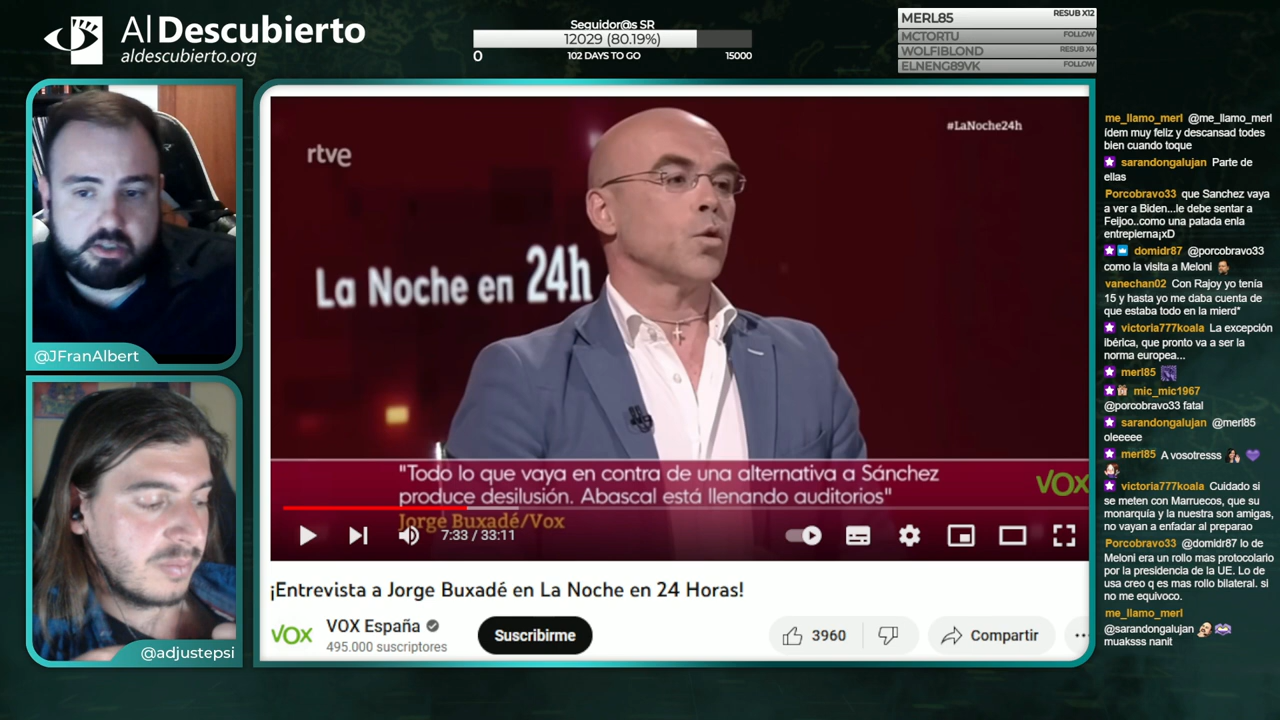 Al Descubierto
aldescubierto.org
Seguidor@s SR
12029 (80.19%)
0
102 DAYS TO GO
15000
MERL85
RESUB X12
MCTORTU
FOLLOW
WOLFIBLOND
RESUB X4
ELNENG89VK
FOLLOW
@JFranAlbert
@adjustepsi
rtve
#LaNoche24h
La Noche en 24h
"Todo lo que vaya en contra de una alternativa a Sánchez
produce desilusión. Abascal está llenando auditorios"
VOX
Jorge Buxadé/Vox
7:33 / 33:11
¡Entrevista a Jorge Buxadé en La Noche en 24 Horas!
VOX
VOX España
495.000 suscriptores
Suscribirme
3960
Compartir
me_llamo_merl @me_llamo_merl
ídem muy feliz y descansad todes
bien cuando toque
sarandongalujan Parte de
ellas
Porcobravo33 que Sanchez vaya
a ver a Biden...le debe sentar a
Feijoo..como una patada enla
entrepierna¡xD
domidr87 @porcobravo33
como la visita a Meloni
vanechan02 Con Rajoy yo tenía
15 y hasta yo me daba cuenta de
que estaba todo en la mierd*
victoria777koala La excepción
ibérica, que pronto va a ser la
norma europea...
merl85
mic_mic1967
@porcobravo33 fatal
sarandongalujan @merl85
oleeeee
merl85 A vosotresss
victoria777koala Cuidado si
se meten con Marruecos, que su
monarquía y la nuestra son amigas,
no vayan a enfadar al preparao
Porcobravo33 @domidr87 lo de
Meloni era un rollo mas protocolario
por la presidencia de la UE. Lo de
usa creo q es mas rollo bilateral. si
no me equivoco.
me_llamo_merl
@sarandongalujan
muaksss nanit